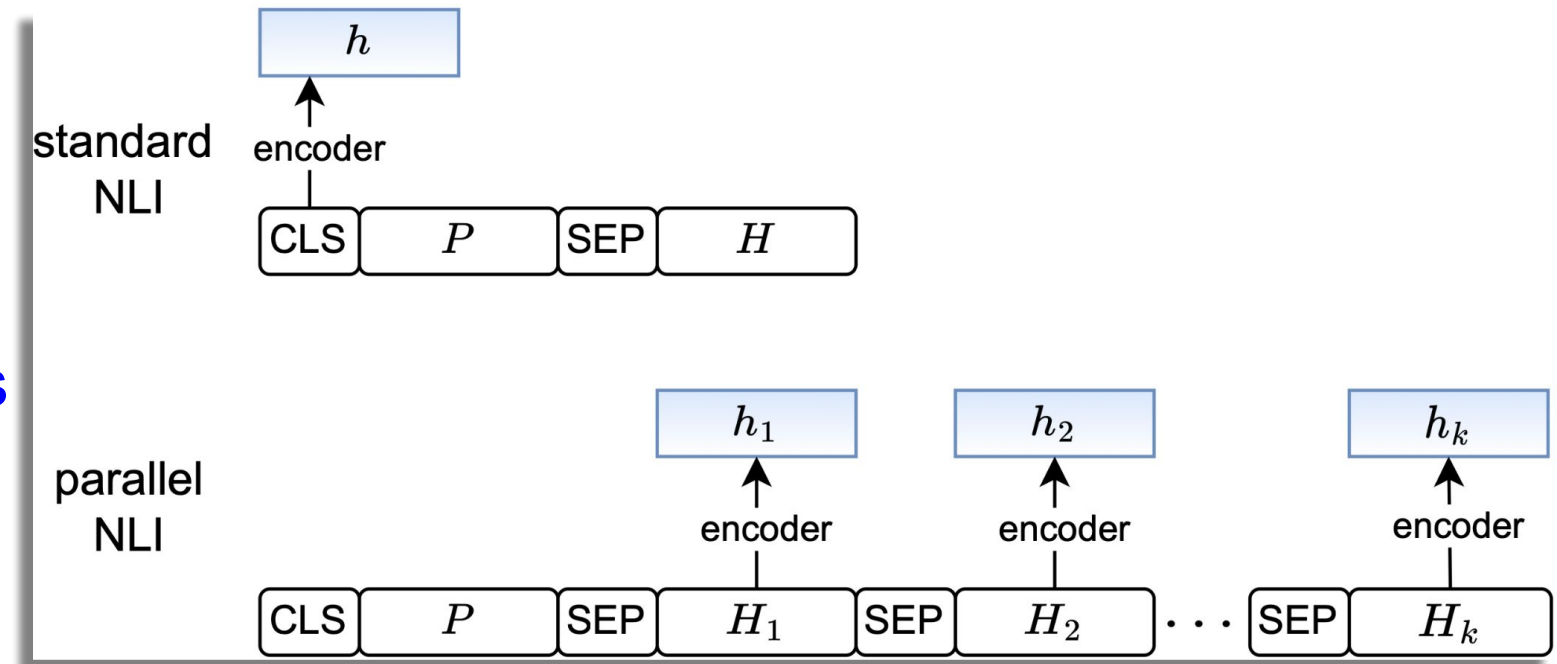 h
standard
NLI
encoder
CLS P SEP H
s
h₁ h₂ hₖ
parallel
NLI
encoder encoder encoder
CLS P SEP H₁ SEP H₂ ··· SEP Hₖ